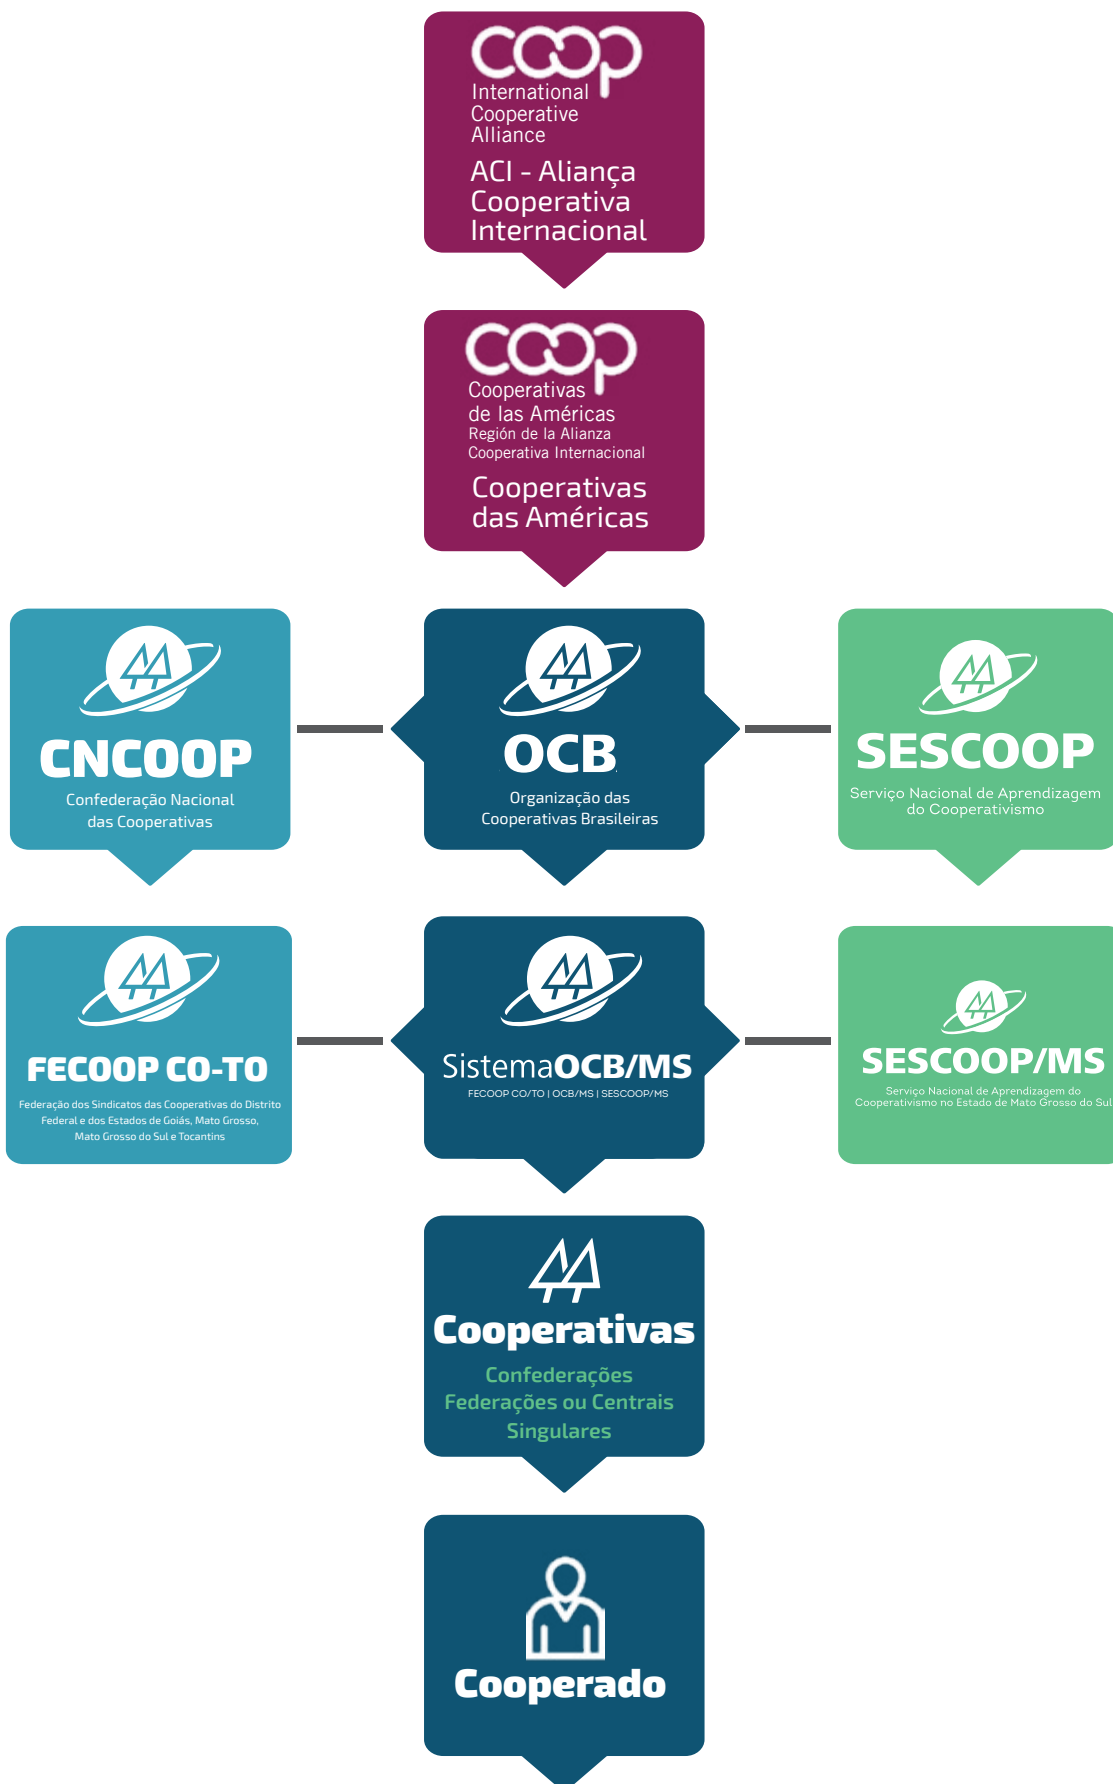 coop
International
Cooperative
Alliance
ACI - Aliança
Cooperativa
Internacional
coop
Cooperativas
de las Américas
Región de la Alianza
Cooperativa Internacional
Cooperativas
das Américas
CNCOOP
Confederação Nacional
das Cooperativas
OCB
Organização das
Cooperativas Brasileiras
SESCOOP
Serviço Nacional de Aprendizagem
do Cooperativismo
FECOOP CO-TO
Federação dos Sindicatos das Cooperativas do Distrito
Federal e dos Estados de Goiás, Mato Grosso,
Mato Grosso do Sul e Tocantins
SistemaOCB/MS
FECOOP CO/TO | OCB/MS | SESCOOP/MS
SESCOOP/MS
Serviço Nacional de Aprendizagem do
Cooperativismo no Estado de Mato Grosso do Sul
Cooperativas
Confederações
Federações ou Centrais
Singulares
Cooperado